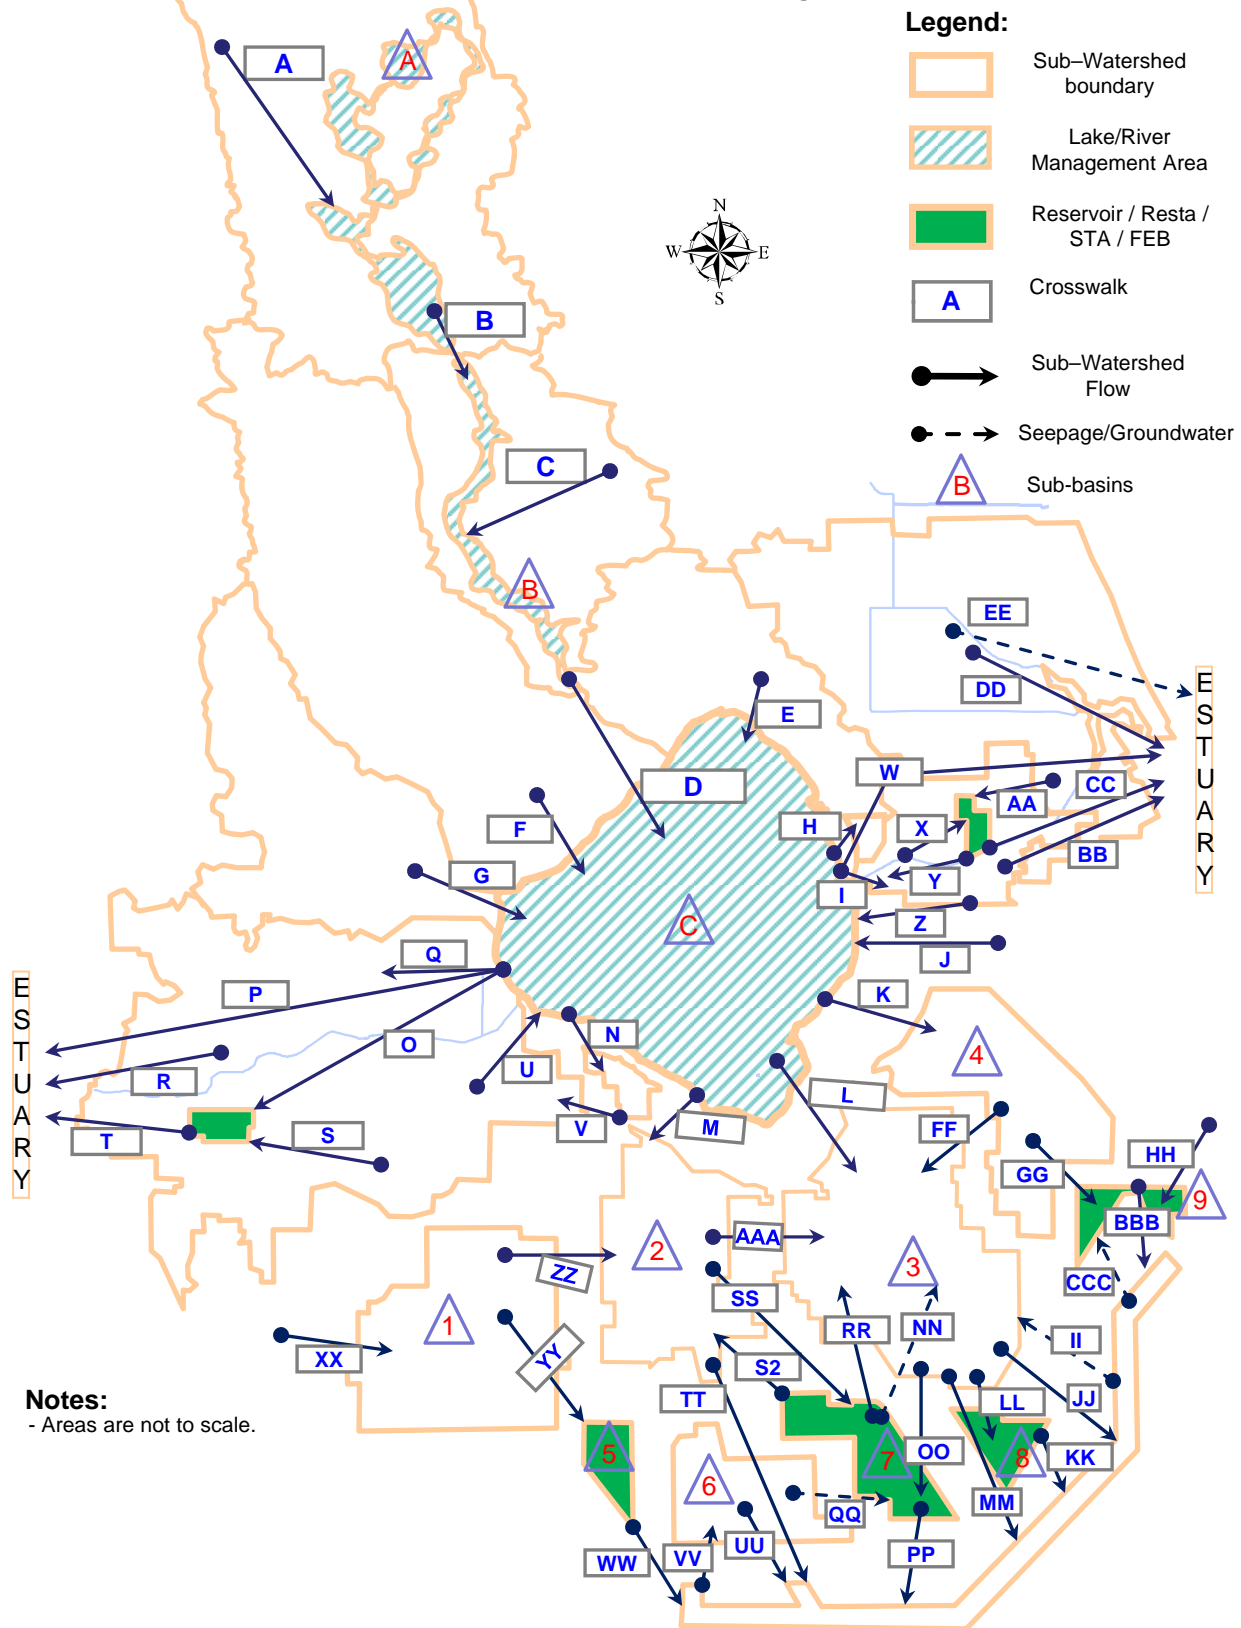 Legend:
Sub–Watershed
boundary
Lake/River
Management Area
Reservoir / Resta /
STA / FEB
A
Crosswalk
Sub–Watershed
Flow
Seepage/Groundwater
B
Sub-basins
A
A
N
W
E
S
B
C
B
EE
DD
E
D
W
CC
AA
F
H
X
BB
G
I
Y
C
Z
J
Q
P
K
N
O
R
U
L
4
T
S
V
M
FF
GG
HH
9
BBB
AAA
2
ZZ
3
CCC
SS
1
XX
YY
RR
NN
II
S2
TT
LL
JJ
5
7
OO
8
KK
6
QQ
MM
WW
VV
UU
PP
ESTUARY
ESTUARY
Notes:
- Areas are not to scale.